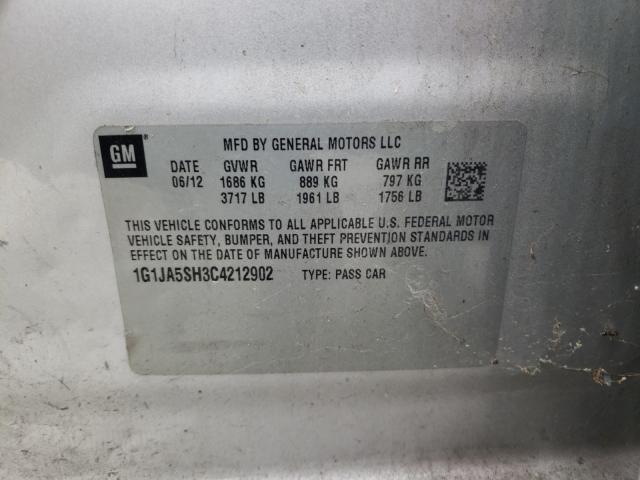 GM
MFD BY GENERAL MOTORS LLC
DATE GVWR GAWR FRT GAWR RR
06/12 1686 KG 889 KG 797 KG
3717 LB 1961 LB 1756 LB
THIS VEHICLE CONFORMS TO ALL APPLICABLE U.S. FEDERAL MOTOR
VEHICLE SAFETY, BUMPER, AND THEFT PREVENTION STANDARDS IN
EFFECT ON THE DATE OF MANUFACTURE SHOWN ABOVE.
1G1JA5SH3C4212902 TYPE: PASS CAR